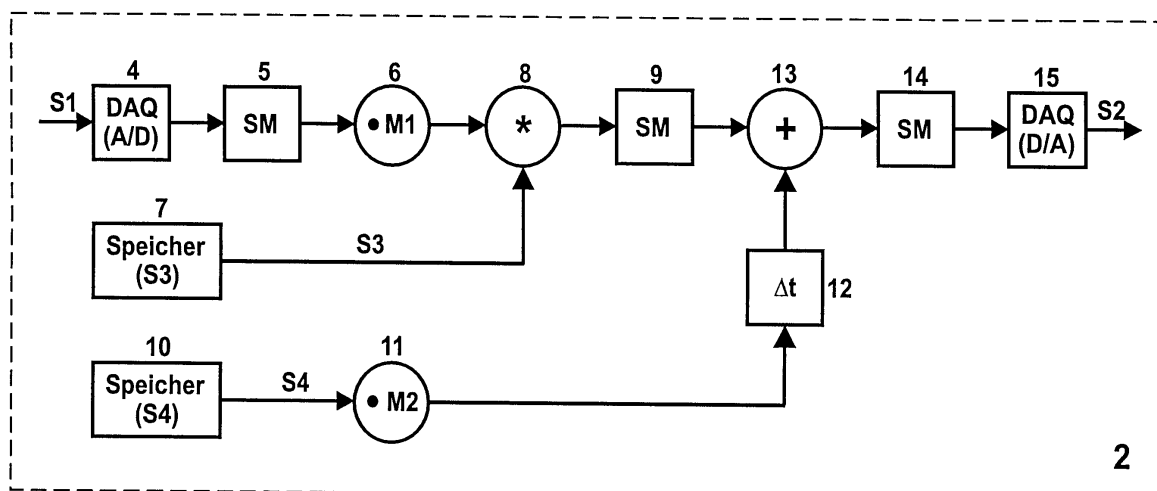 4 5 6 8 9 13 14 15
S1 DAQ (A/D) SM • M1 * SM + SM DAQ (D/A) S2
7
Speicher (S3) S3
Δt 12
10 11
Speicher (S4) S4 • M2
2